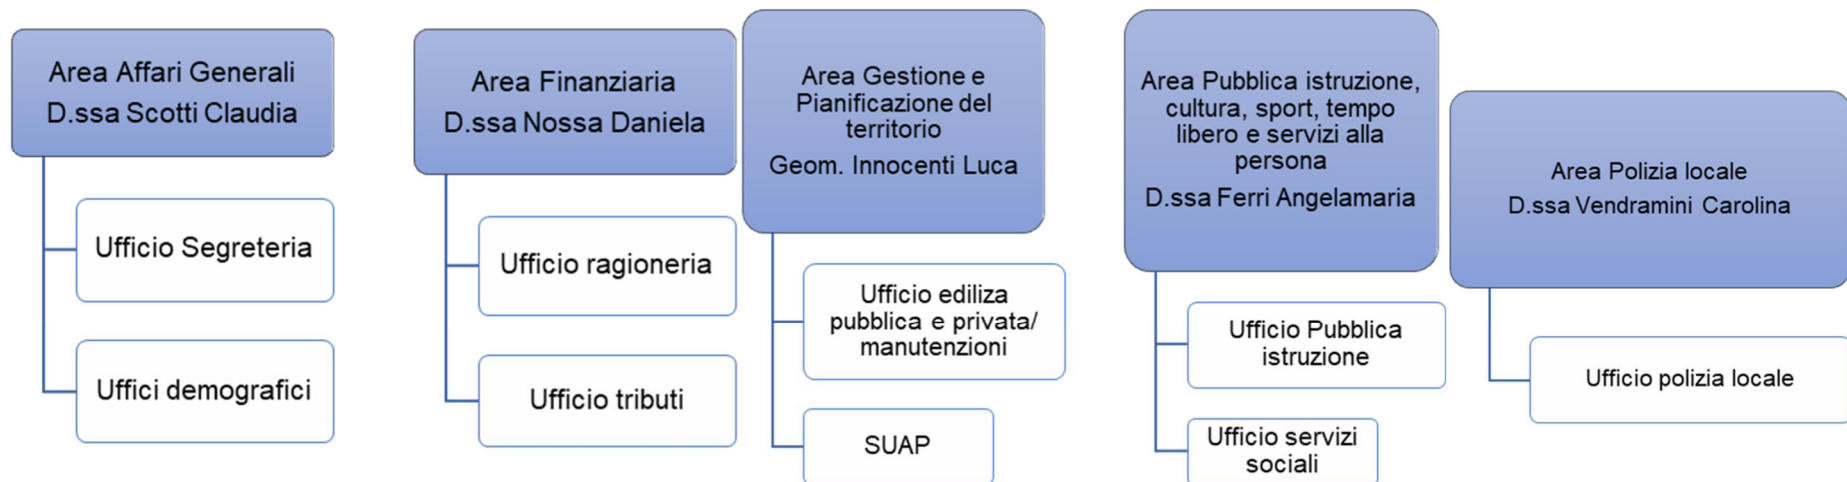 Area Affari Generali
D.ssa Scotti Claudia
Ufficio Segreteria
Uffici demografici
Area Finanziaria
D.ssa Nossa Daniela
Ufficio ragioneria
Ufficio tributi
Area Gestione e
Pianificazione del
territorio
Geom. Innocenti Luca
Ufficio ediliza
pubblica e privata/
manutenzioni
SUAP
Area Pubblica istruzione,
cultura, sport, tempo
libero e servizi alla
persona
D.ssa Ferri Angelamaria
Ufficio Pubblica
istruzione
Ufficio servizi
sociali
Area Polizia locale
D.ssa Vendramini Carolina
Ufficio polizia locale